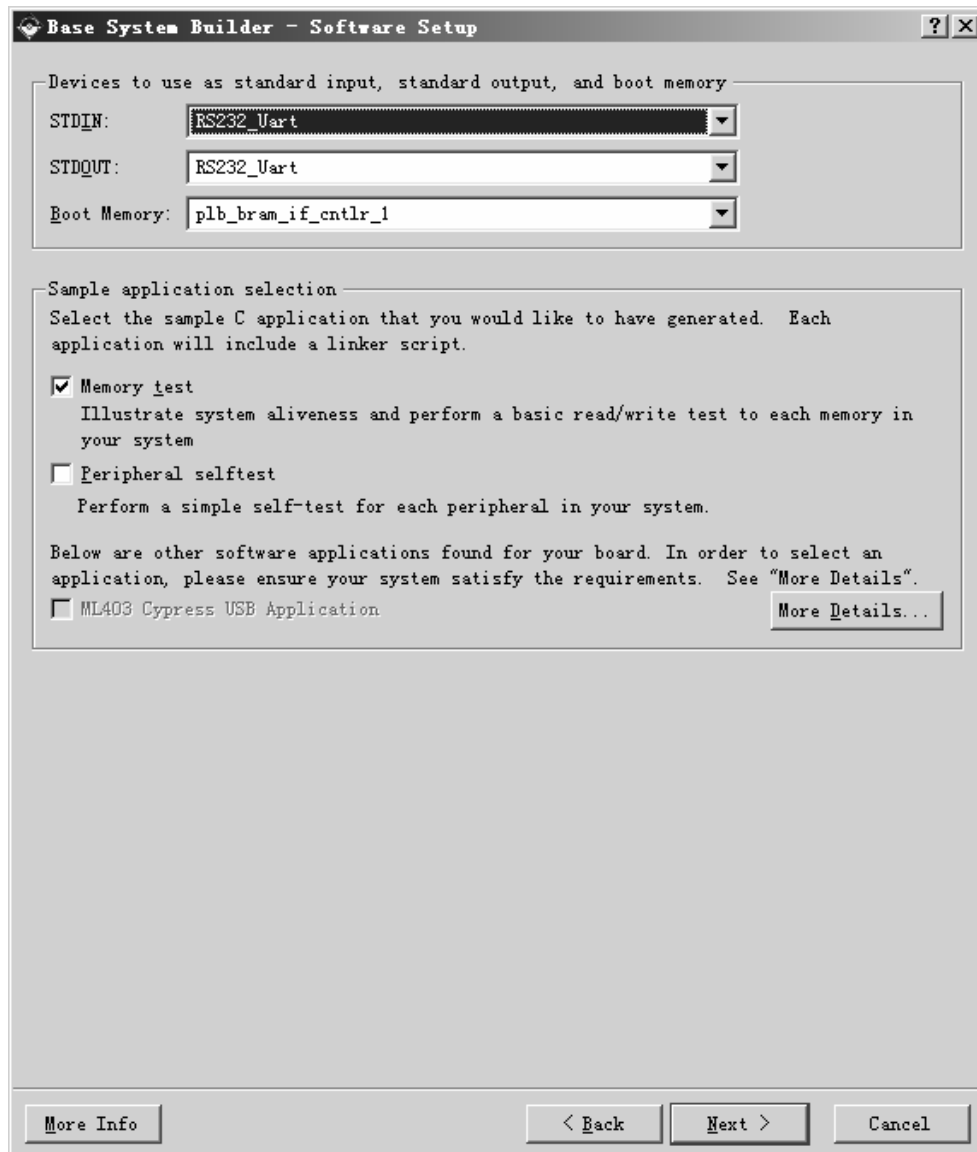 Base System Builder - Software Setup
Devices to use as standard input, standard output, and boot memory
STDIN: RS232_Uart
STDOUT: RS232_Uart
Boot Memory: plb_bram_if_cntlr_1
Sample application selection
Select the sample C application that you would like to have generated. Each
application will include a linker script.
Memory test
Illustrate system aliveness and perform a basic read/write test to each memory in
your system
Peripheral selftest
Perform a simple self-test for each peripheral in your system.
Below are other software applications found for your board. In order to select an
application, please ensure your system satisfy the requirements. See "More Details".
ML403 Cypress USB Application
More Details...
More Info
< Back
Next >
Cancel